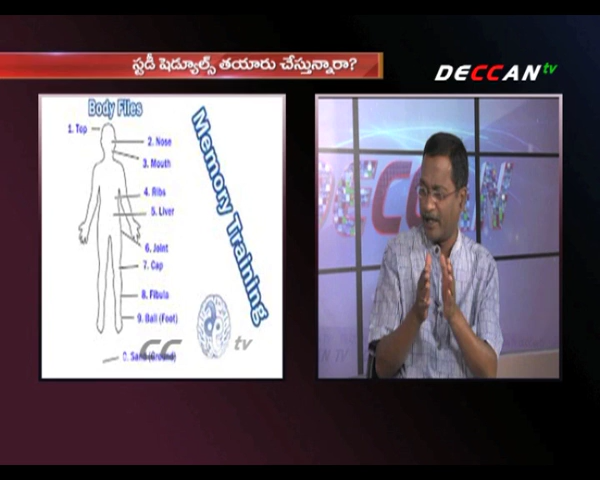 స్టడీ షెడ్యూల్స్ తయారు చేస్తున్నారా?
DECCAN tv
Body Files
1. Top
2. Nose
3. Mouth
4. Ribs
5. Liver
6. Joint
7. Cap
8. Fibula
9. Ball (Foot)
0. Sand (Ground)
Memory Training
CC tv
DECCAN